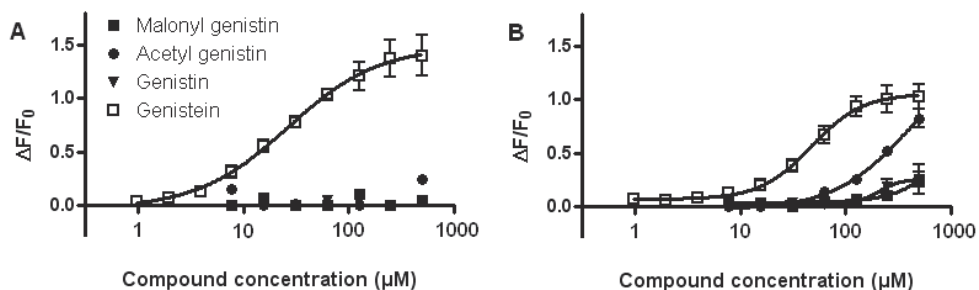 A
Malonyl genistin
Acetyl genistin
Genistin
Genistein
ΔF/F0
1.5
1.0
0.5
0.0
1
10
100
1000
Compound concentration (µM)
B
ΔF/F0
1.5
1.0
0.5
0.0
1
10
100
1000
Compound concentration (µM)